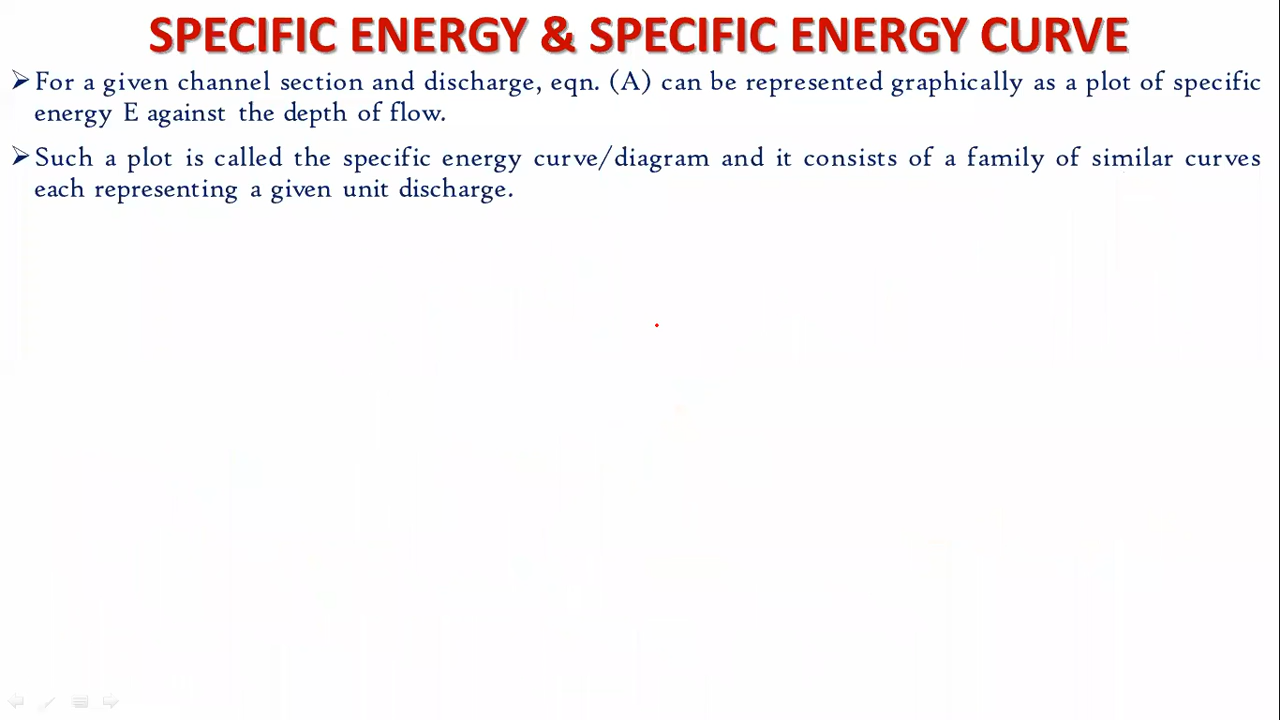 SPECIFIC ENERGY & SPECIFIC ENERGY CURVE
➢For a given channel section and discharge, eqn. (A) can be represented graphically as a plot of specific
energy E against the depth of flow.
➢Such a plot is called the specific energy curve/diagram and it consists of a family of similar curves
each representing a given unit discharge.